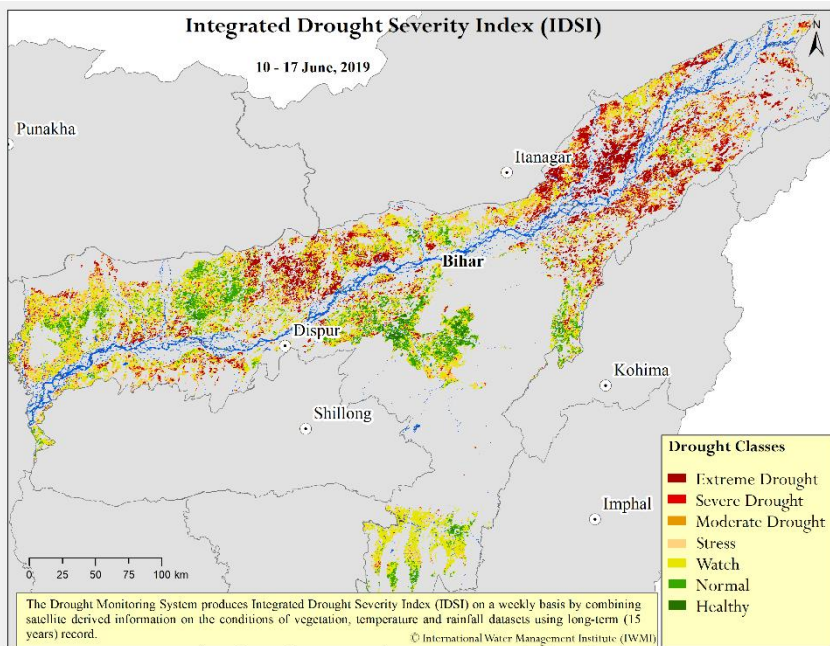 Integrated Drought Severity Index (IDSI)
10 - 17 June, 2019
N
Punakha
Itanagar
Bihar
Dispur
Kohima
Shillong
Imphal
Drought Classes
Extreme Drought
Severe Drought
Moderate Drought
Stress
Watch
Normal
Healthy
0 25 50 75 100 km
The Drought Monitoring System produces Integrated Drought Severity Index (IDSI) on a weekly basis by combining
satellite derived information on the conditions of vegetation, temperature and rainfall datasets using long-term (15
years) record.
© International Water Management Institute (IWMI)